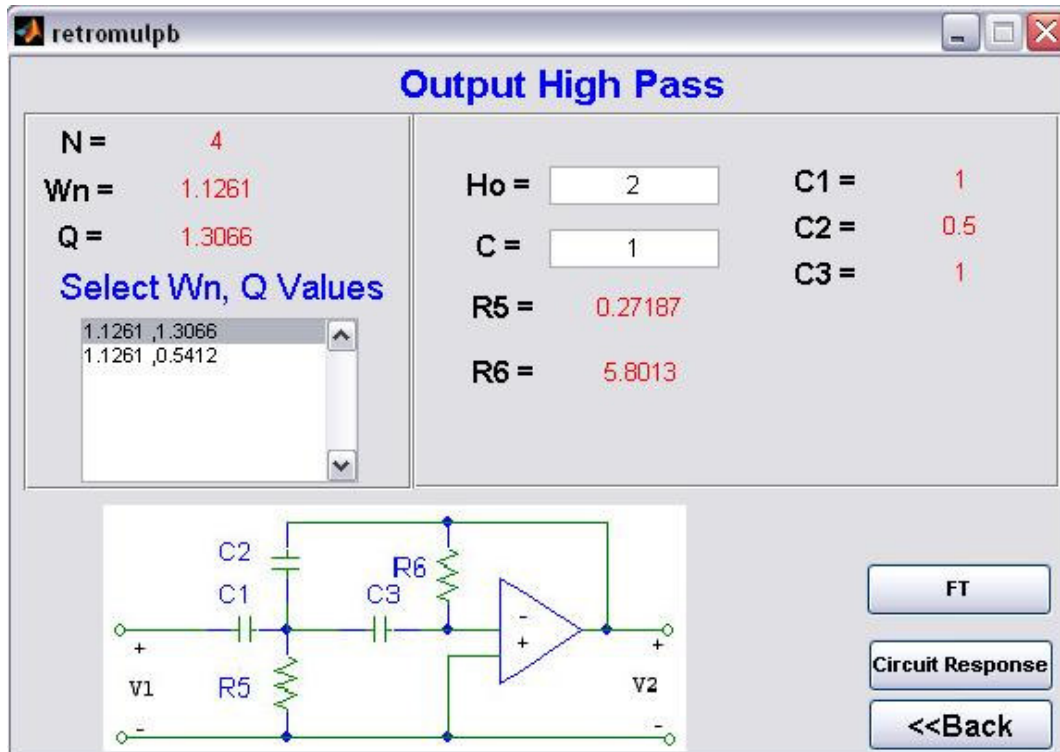 retromulpb
Output High Pass
N = 4
Wn = 1.1261
Q = 1.3066
Select Wn, Q Values
1.1261 ,1.3066
1.1261 ,0.5412
Ho = 2
C = 1
R5 = 0.27187
R6 = 5.8013
C1 = 1
C2 = 0.5
C3 = 1
C2
R6
C1
C3
-
+
+
+
V1
R5
V2
-
-
FT
Circuit Response
<<Back